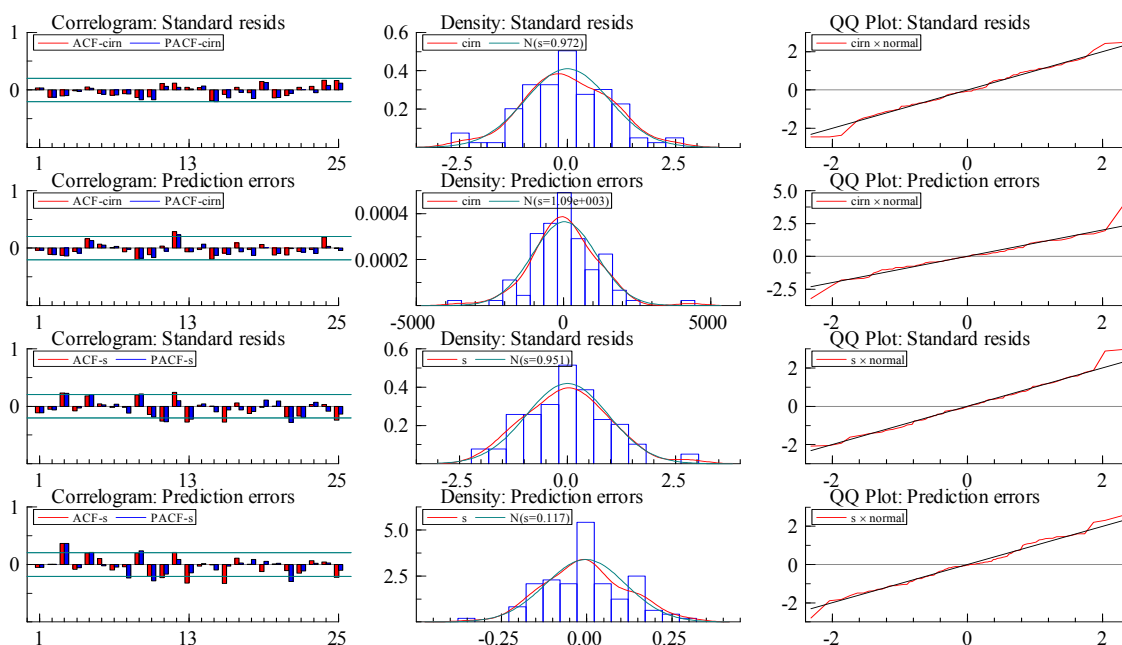 Correlogram: Standard resids
ACF-cirn PACF-cirn
1
0
1 13 25
Density: Standard resids
cirn N(s=0.972)
0.6
0.4
0.2
-2.5 0.0 2.5
QQ Plot: Standard resids
cirn × normal
2
0
-2
-2 0 2
Correlogram: Prediction errors
ACF-cirn PACF-cirn
1
0
1 13 25
Density: Prediction errors
cirn N(s=1.09e+003)
0.0004
0.0002
-5000 0 5000
QQ Plot: Prediction errors
cirn × normal
5.0
2.5
0.0
-2.5
-2 0 2
Correlogram: Standard resids
ACF-s PACF-s
1
0
1 13 25
Density: Standard resids
s N(s=0.951)
0.6
0.4
0.2
-2.5 0.0 2.5
QQ Plot: Standard resids
s × normal
2
0
-2
-2 0 2
Correlogram: Prediction errors
ACF-s PACF-s
1
0
1 13 25
Density: Prediction errors
s N(s=0.117)
5.0
2.5
-0.25 0.00 0.25
QQ Plot: Prediction errors
s × normal
2
0
-2
-2 0 2